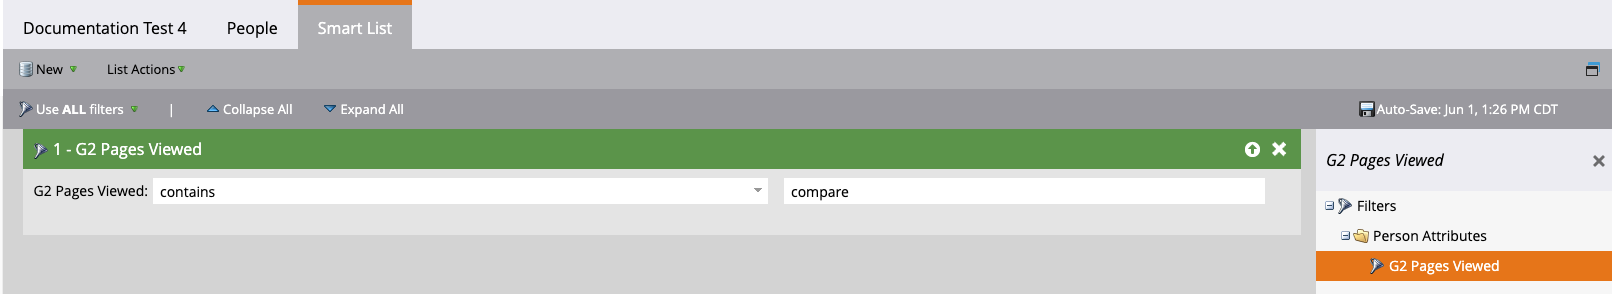 Documentation Test 4 People Smart List
New List Actions
Use ALL filters | Collapse All Expand All Auto-Save: Jun 1, 1:26 PM CDT
1 - G2 Pages Viewed
G2 Pages Viewed: contains compare
G2 Pages Viewed
Filters
Person Attributes
G2 Pages Viewed